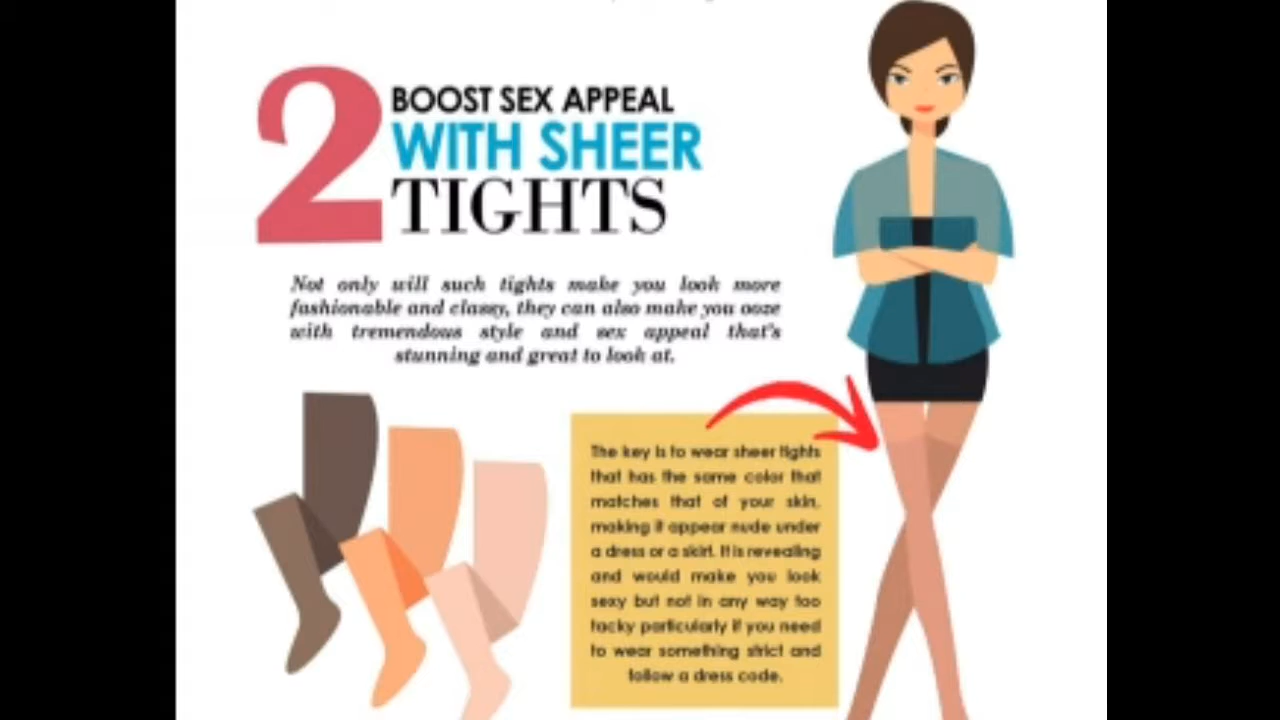 2
BOOST SEX APPEAL
WITH SHEER
TIGHTS
Not only will such tights make you look more
fashionable and classy, they can also make you ooze
with tremendous style and sex appeal that's
stunning and great to look at.
The key is to wear sheer tights
that has the same color that
matches that of your skin,
making it appear nude under
a dress or a skirt. It is revealing
and would make you look
sexy but not in any way too
tacky particularly if you need
to wear something strict and
follow a dress code.